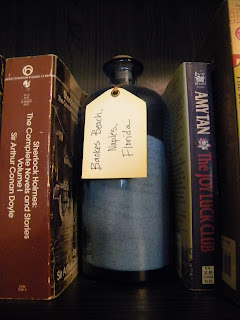 Sherlock Holmes:
The Complete Novels and Stories
Volume I
Sir Arthur Conan Doyle
Barkes Beach,
Naples,
Florida
AMY TAN
THE JOY LUCK CLUB